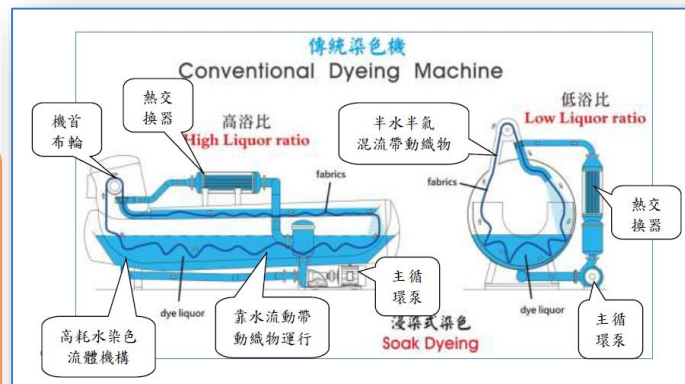 傳統染色機
Conventional Dyeing Machine
機首
布輪
熱交
換器
高浴比
High Liquor ratio
fabrics
dye liquor
高耗水染色
流體機構
靠水流動帶
動織物運行
主循
環泵
半水半氣
混流帶動織物
低浴比
Low Liquor ratio
fabrics
熱交
換器
dye liquor
主循
環泵
浸染式染色
Soak Dyeing